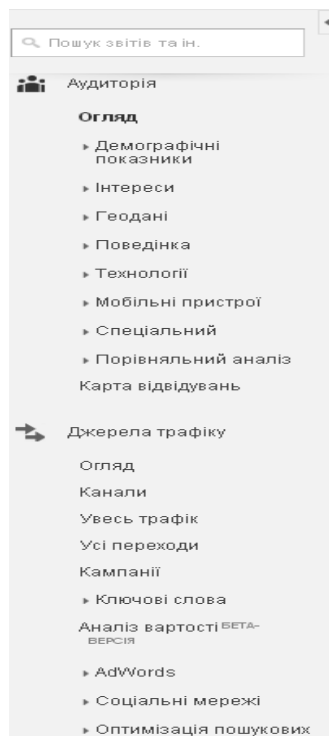 Пошук звітів та ін.
Аудиторія
Огляд
Демографічні
показники
Інтереси
Геодані
Поведінка
Технології
Мобільні пристрої
Спеціальний
Порівняльний аналіз
Карта відвідувань
Джерела трафіку
Огляд
Канали
Увесь трафік
Усі переходи
Кампанії
Ключові слова
Аналіз вартості БЕТА-
ВЕРСІЯ
AdWords
Соціальні мережі
Оптимізація пошукових